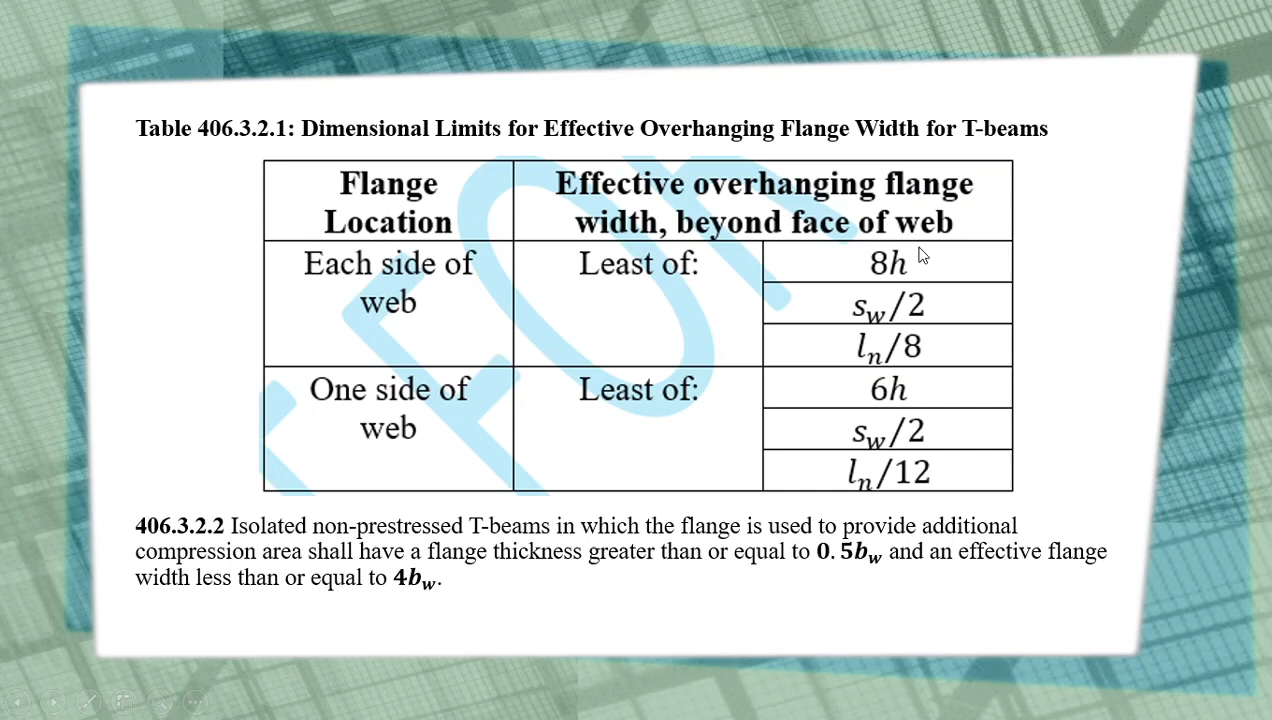 Table 406.3.2.1: Dimensional Limits for Effective Overhanging Flange Width for T-beams
Flange Location
Effective overhanging flange width, beyond face of web
Each side of web
Least of:
8h
s_w/2
l_n/8
One side of web
Least of:
6h
s_w/2
l_n/12
406.3.2.2 Isolated non-prestressed T-beams in which the flange is used to provide additional
compression area shall have a flange thickness greater than or equal to 0.5b_w and an effective flange
width less than or equal to 4b_w.